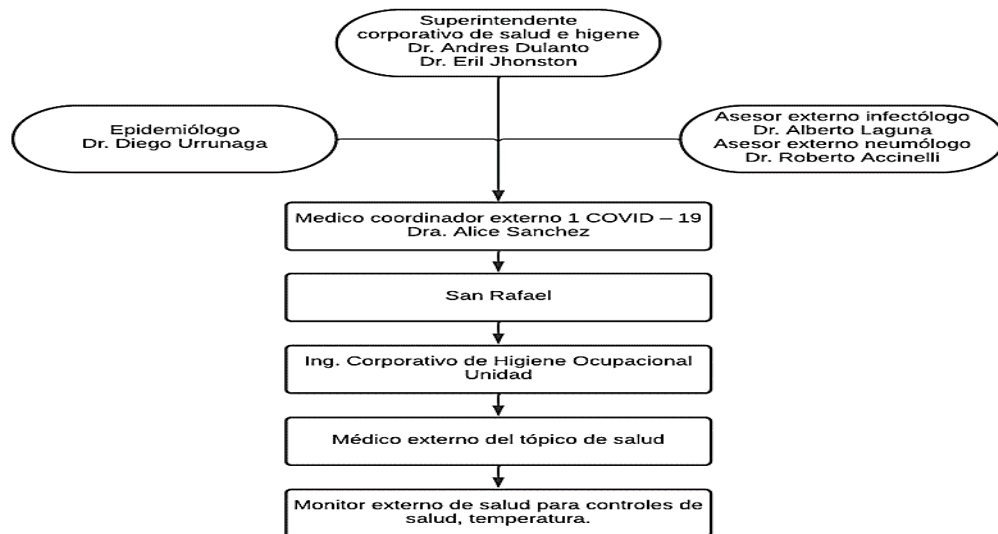 Superintendente
corporativo de salud e higene
Dr. Andres Dulanto
Dr. Eril Jhonston
Epidemiólogo
Dr. Diego Urrunaga
Asesor externo infectólogo
Dr. Alberto Laguna
Asesor externo neumólogo
Dr. Roberto Accinelli
Medico coordinador externo 1 COVID – 19
Dra. Alice Sanchez
San Rafael
Ing. Corporativo de Higiene Ocupacional
Unidad
Médico externo del tópico de salud
Monitor externo de salud para controles de
salud, temperatura.